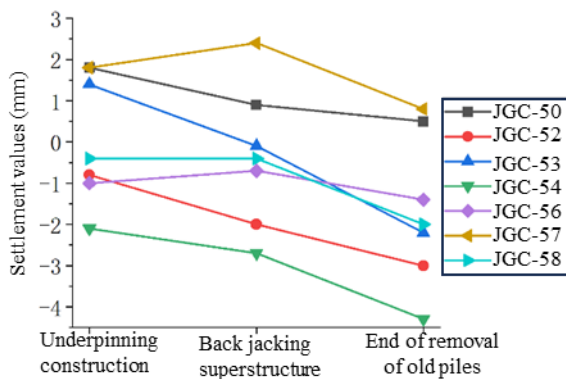 Settlement values (mm)
3
2
1
0
−1
−2
−3
−4
Underpinning
construction
Back jacking
superstructure
End of removal
of old piles
JGC-50
JGC-52
JGC-53
JGC-54
JGC-56
JGC-57
JGC-58